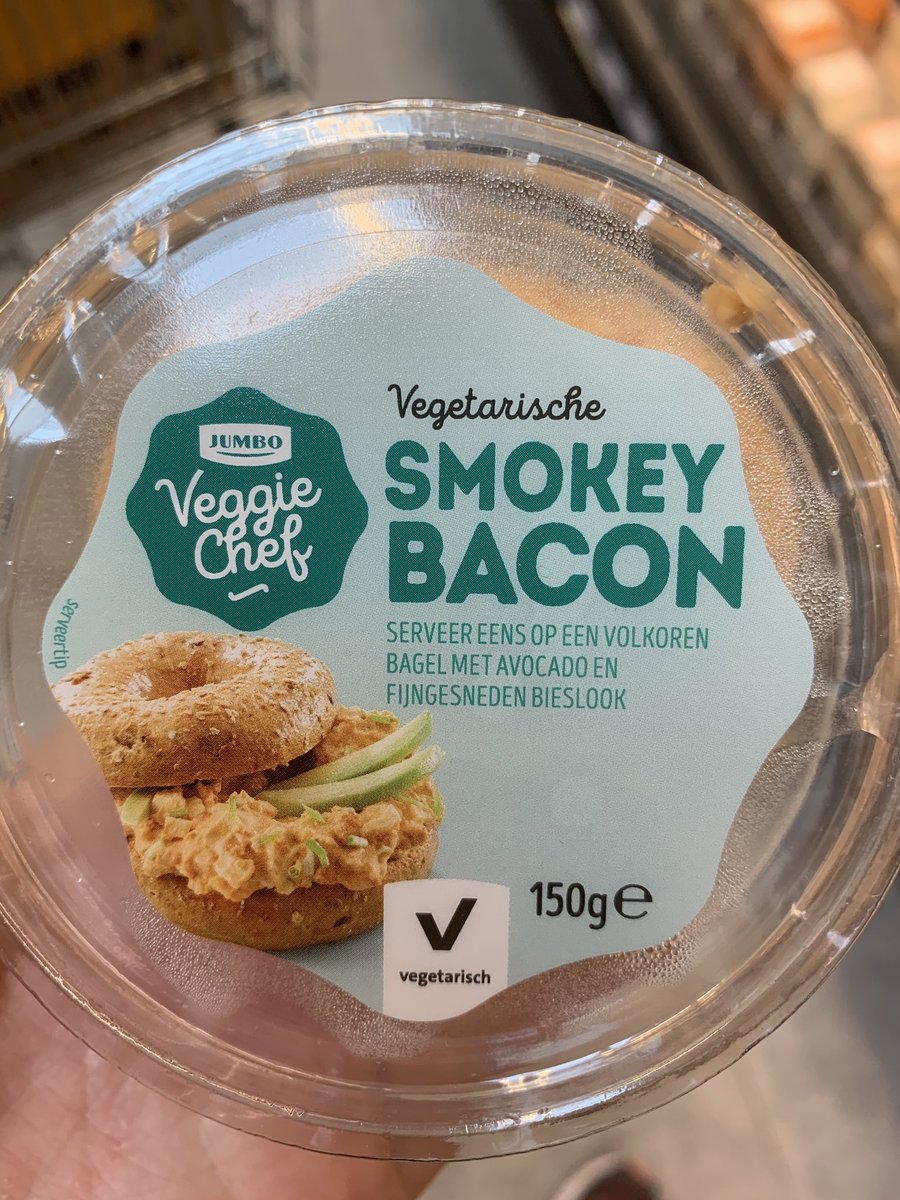 JUMBO
Veggie
Chef
Vegetarische
SMOKEY
BACON
SERVEER EENS OP EEN VOLKOREN
BAGEL MET AVOCADO EN
FIJNGESNEDEN BIESLOOK
serveertip
V
vegetarisch
150g℮